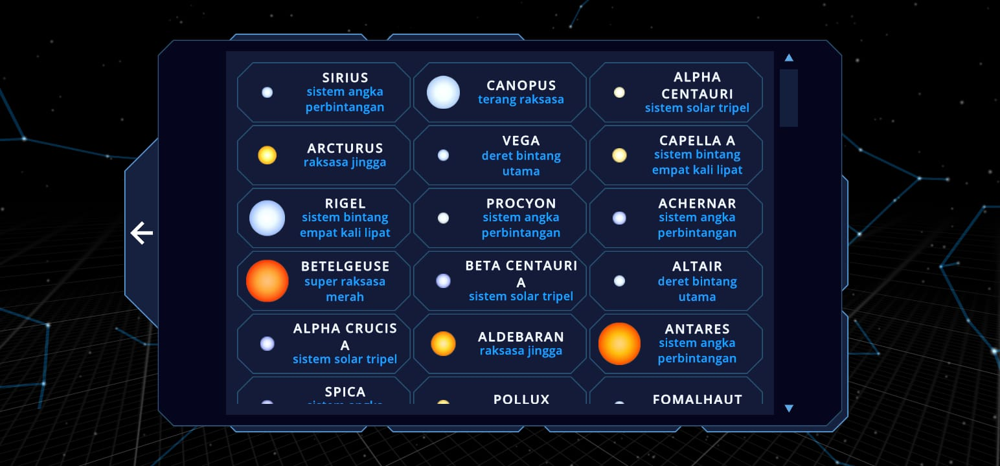 SIRIUS
sistem angka
perbintangan
CANOPUS
terang raksasa
ALPHA
CENTAURI
sistem solar tripel
ARCTURUS
raksasa jingga
VEGA
deret bintang
utama
CAPELLA A
sistem bintang
empat kali lipat
RIGEL
sistem bintang
empat kali lipat
PROCYON
sistem angka
perbintangan
ACHERNAR
sistem angka
perbintangan
BETELGEUSE
super raksasa
merah
BETA CENTAURI
A
sistem solar tripel
ALTAIR
deret bintang
utama
ALPHA CRUCIS
A
sistem solar tripel
ALDEBARAN
raksasa jingga
ANTARES
sistem angka
perbintangan
SPICA
sistem angka
POLLUX
FOMALHAUT